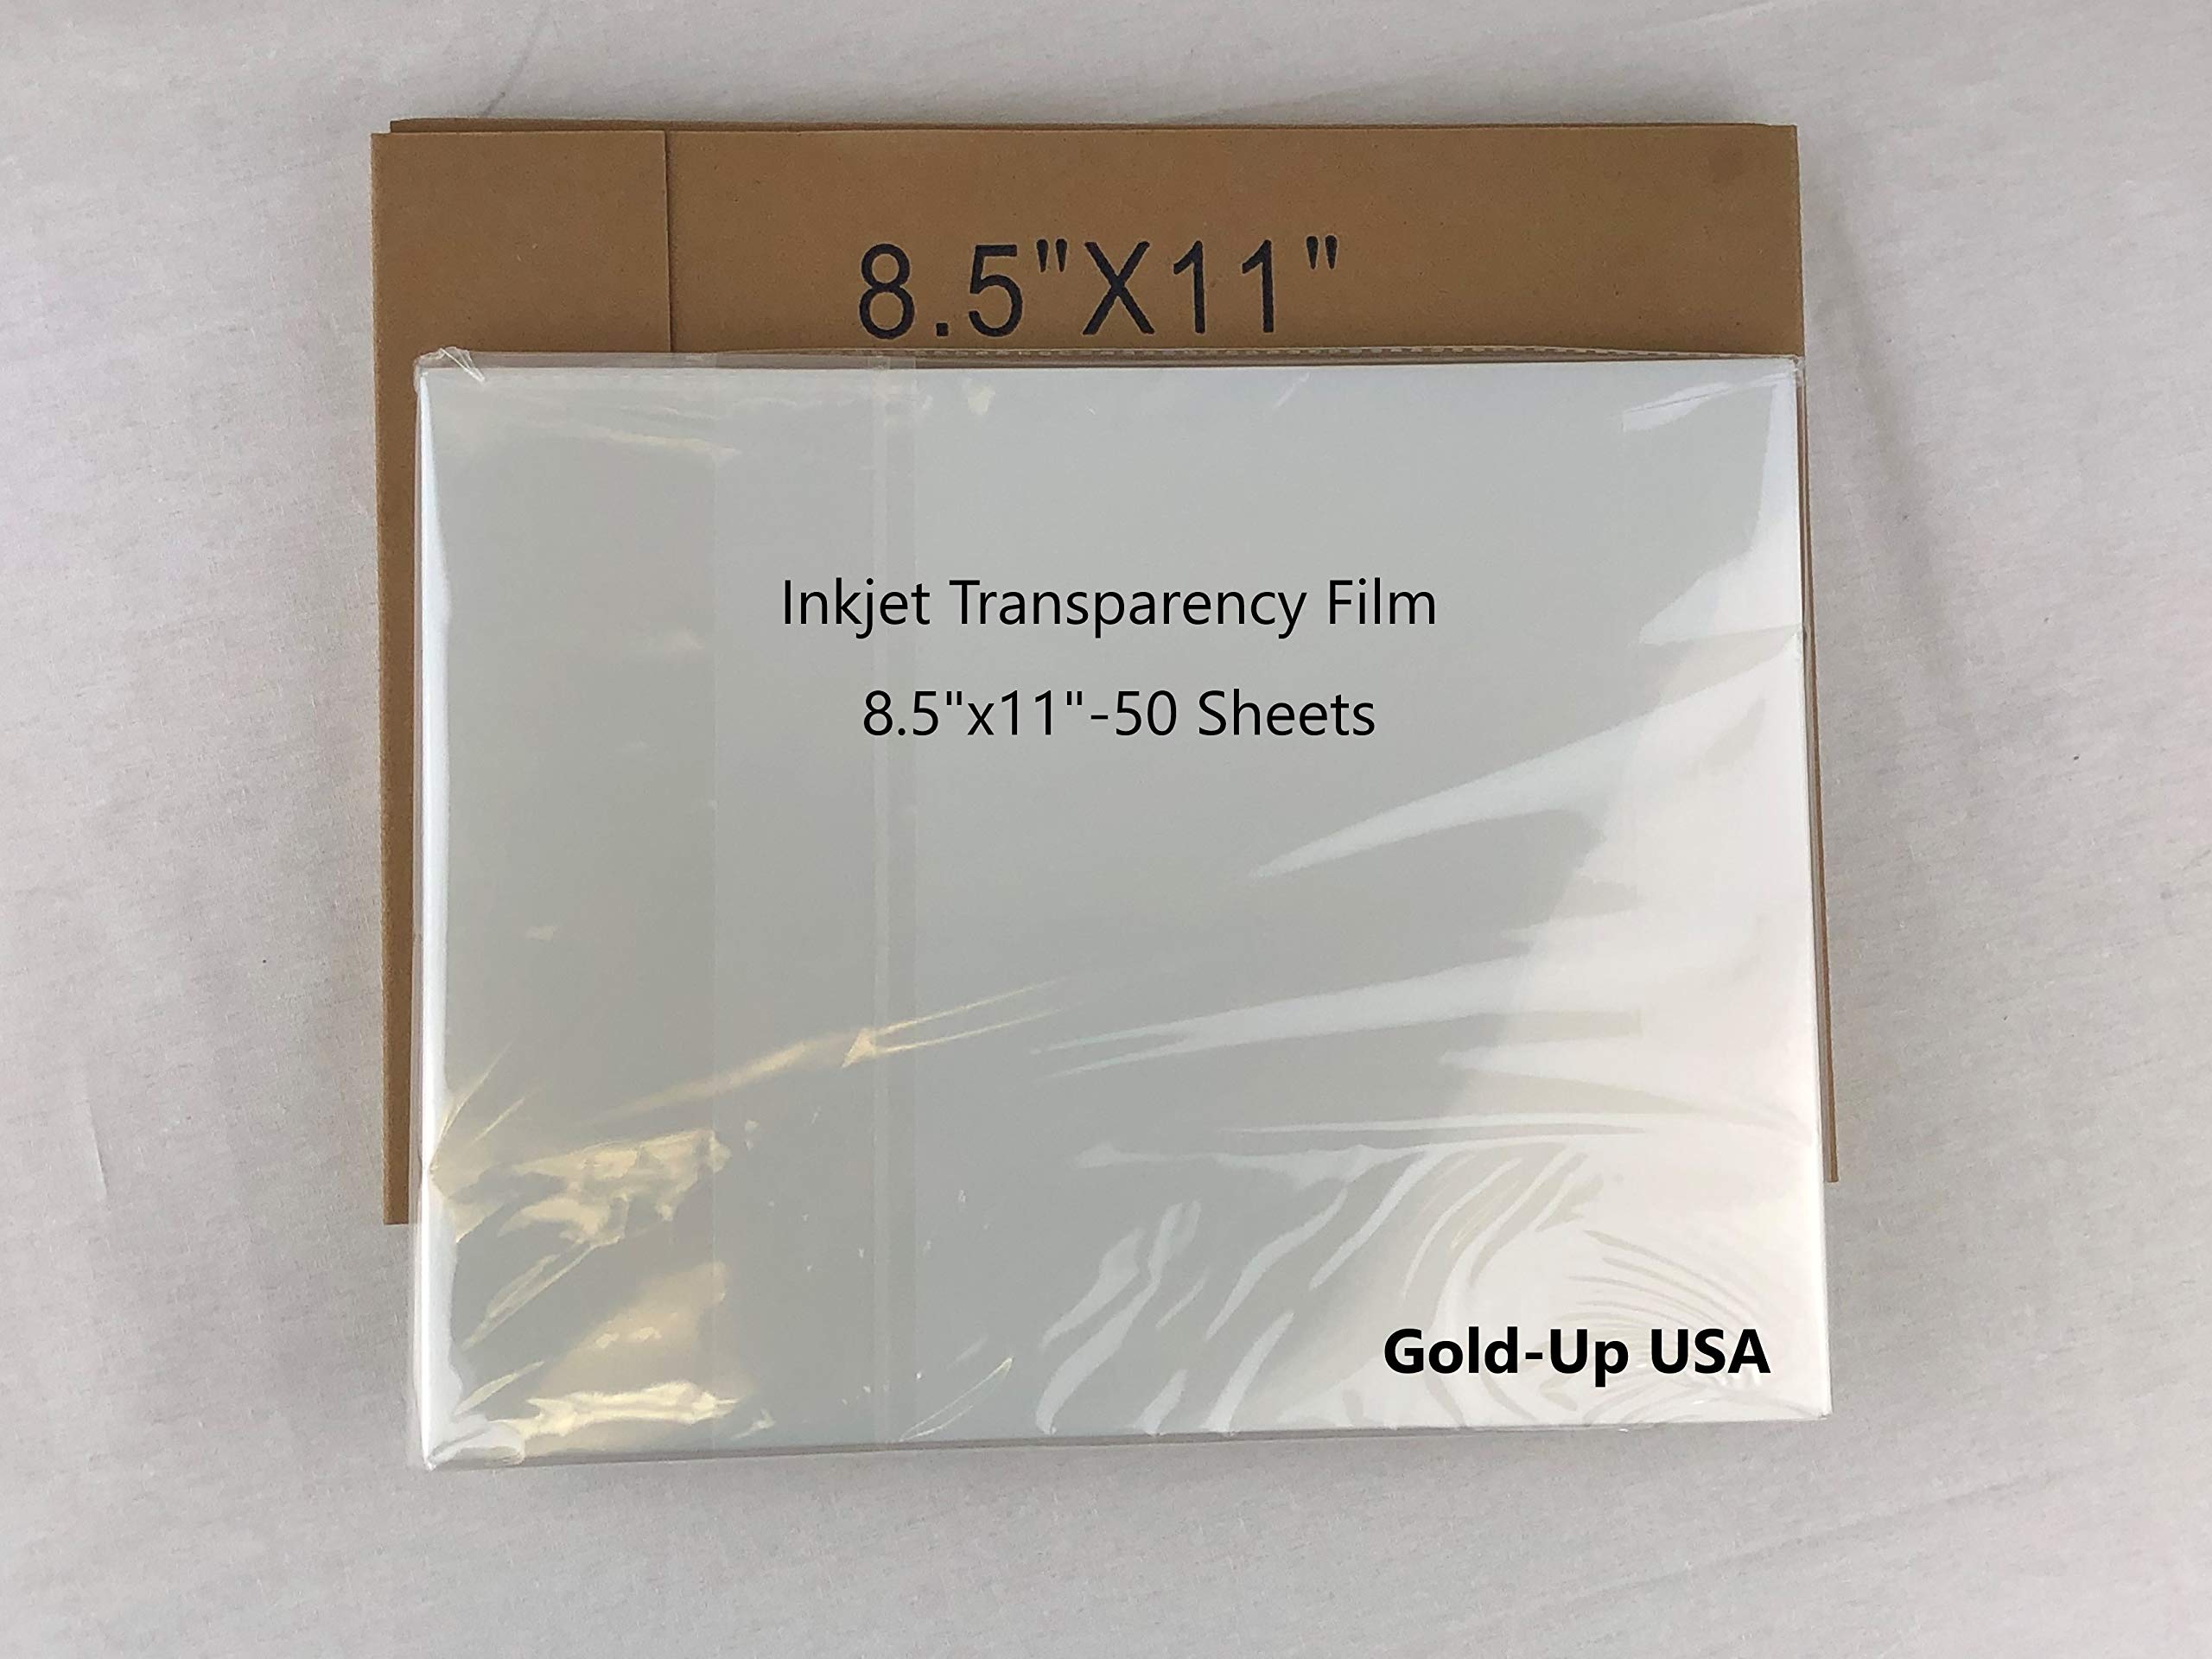 8.5"X11"
Inkjet Transparency Film
8.5"x11"-50 Sheets
Gold-Up USA